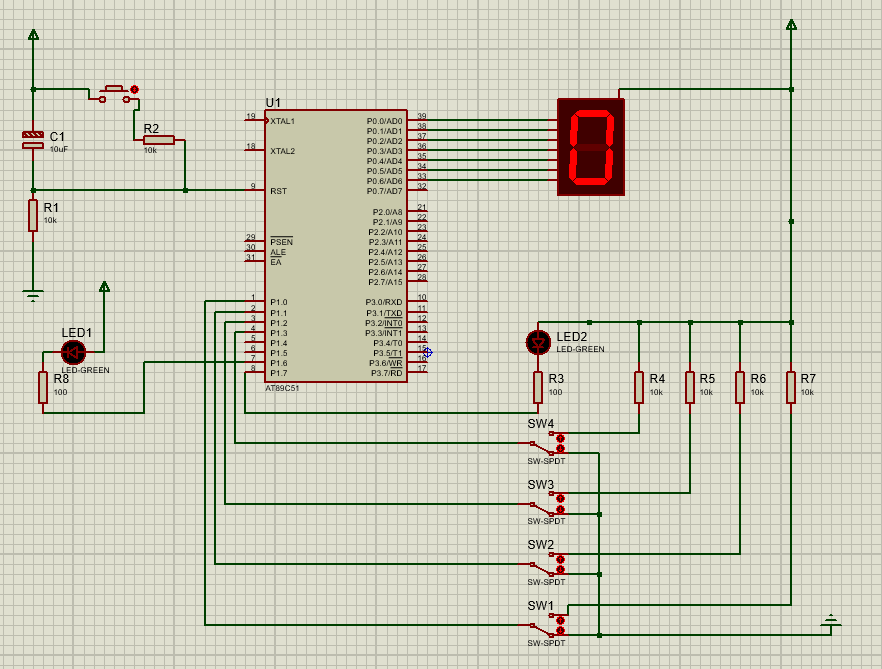 U1
19 XTAL1 P0.0/AD0 39
P0.1/AD1 38
P0.2/AD2 37
18 XTAL2 P0.3/AD3 36
P0.4/AD4 35
P0.5/AD5 34
P0.6/AD6 33
9 RST P0.7/AD7 32
P2.0/A8 21
P2.1/A9 22
P2.2/A10 23
29 PSEN P2.3/A11 24
30 ALE P2.4/A12 25
31 EA P2.5/A13 26
P2.6/A14 27
P2.7/A15 28
1 P1.0 P3.0/RXD 10
2 P1.1 P3.1/TXD 11
3 P1.2 P3.2/INT0 12
4 P1.3 P3.3/INT1 13
5 P1.4 P3.4/T0 14
6 P1.5 P3.5/T1 15
7 P1.6 P3.6/WR 16
8 P1.7 P3.7/RD 17
AT89C51
C1
10uF
R2
10k
R1
10k
0
LED1
LED-GREEN
R8
100
LED2
LED-GREEN
R3
100
R4
10k
R5
10k
R6
10k
R7
10k
SW4
SW-SPDT
SW3
SW-SPDT
SW2
SW-SPDT
SW1
SW-SPDT